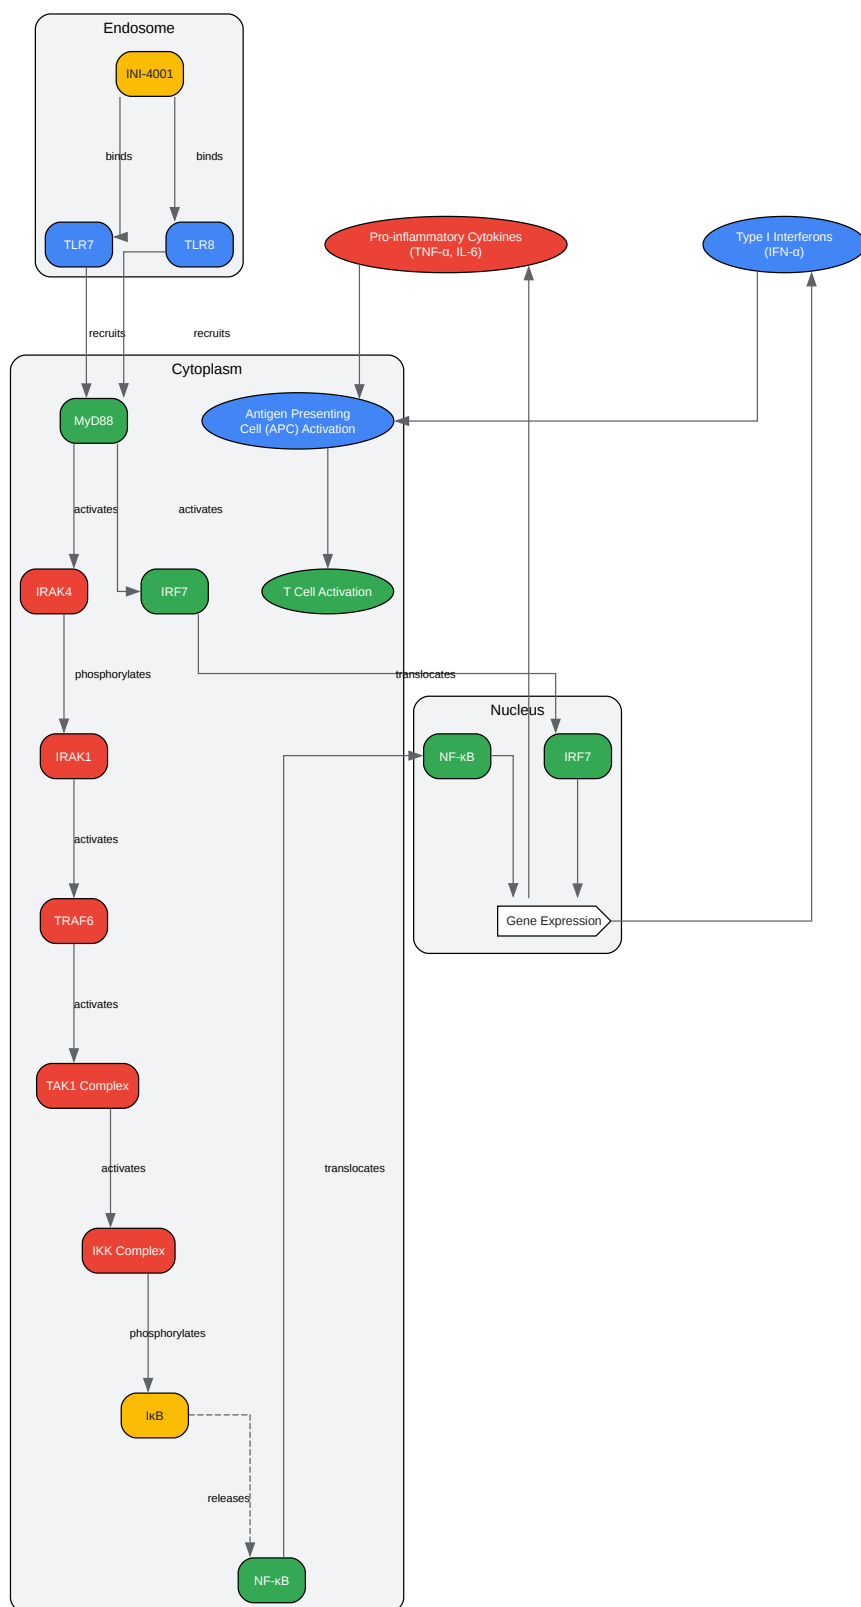 Endosome
INI-4001
binds
binds
TLR7
TLR8
Pro-inflammatory Cytokines
(TNF-α, IL-6)
Type I Interferons
(IFN-α)
recruits
recruits
Cytoplasm
MyD88
Antigen Presenting
Cell (APC) Activation
activates
activates
IRAK4
IRF7
T Cell Activation
phosphorylates
translocates
Nucleus
IRAK1
NF-κB
IRF7
activates
TRAF6
Gene Expression
activates
TAK1 Complex
activates
translocates
IKK Complex
phosphorylates
IκB
releases
NF-κB